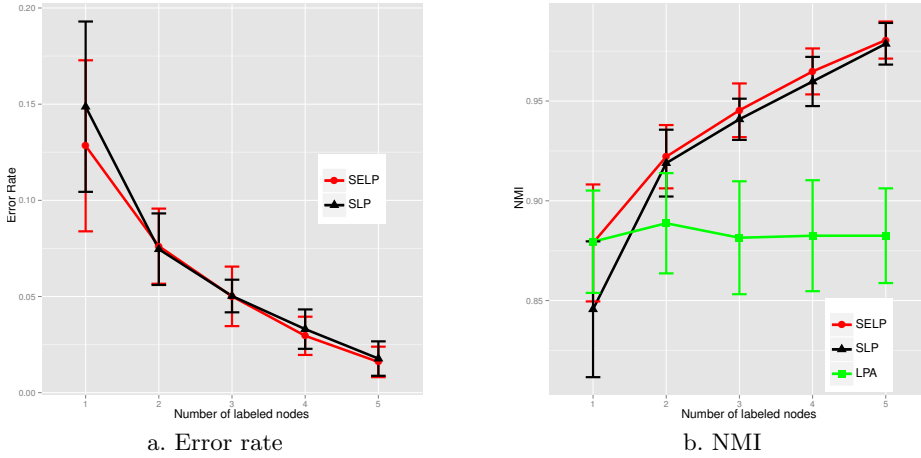 0.20
0.15
0.10
0.05
0.00
Error Rate
SELP
SLP
1 2 3 4 5
Number of labeled nodes
a. Error rate
0.95
0.90
0.85
NMI
SELP
SLP
LPA
1 2 3 4 5
Number of labeled nodes
b. NMI